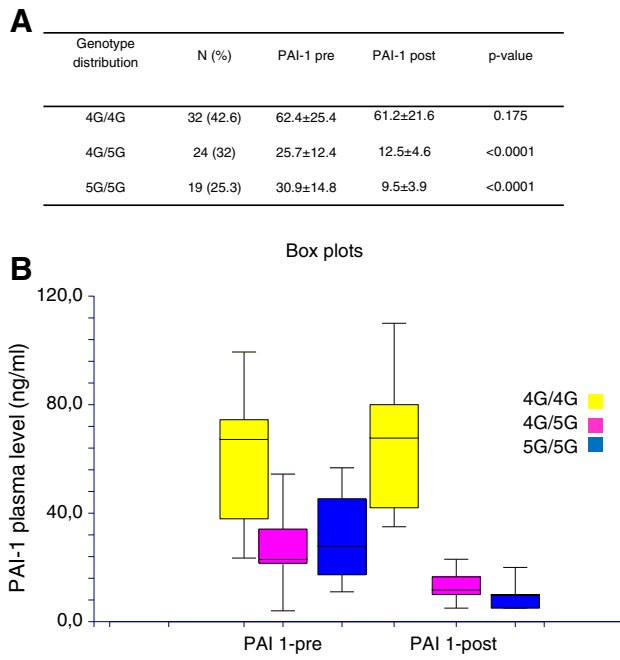 A
Genotype distribution N (%) PAI-1 pre PAI-1 post p-value
4G/4G 32 (42.6) 62.4±25.4 61.2±21.6 0.175
4G/5G 24 (32) 25.7±12.4 12.5±4.6 <0.0001
5G/5G 19 (25.3) 30.9±14.8 9.5±3.9 <0.0001
B
Box plots
PAI-1 plasma level (ng/ml)
120,0
80,0
40,0
0,0
4G/4G
4G/5G
5G/5G
PAI 1-pre PAI 1-post